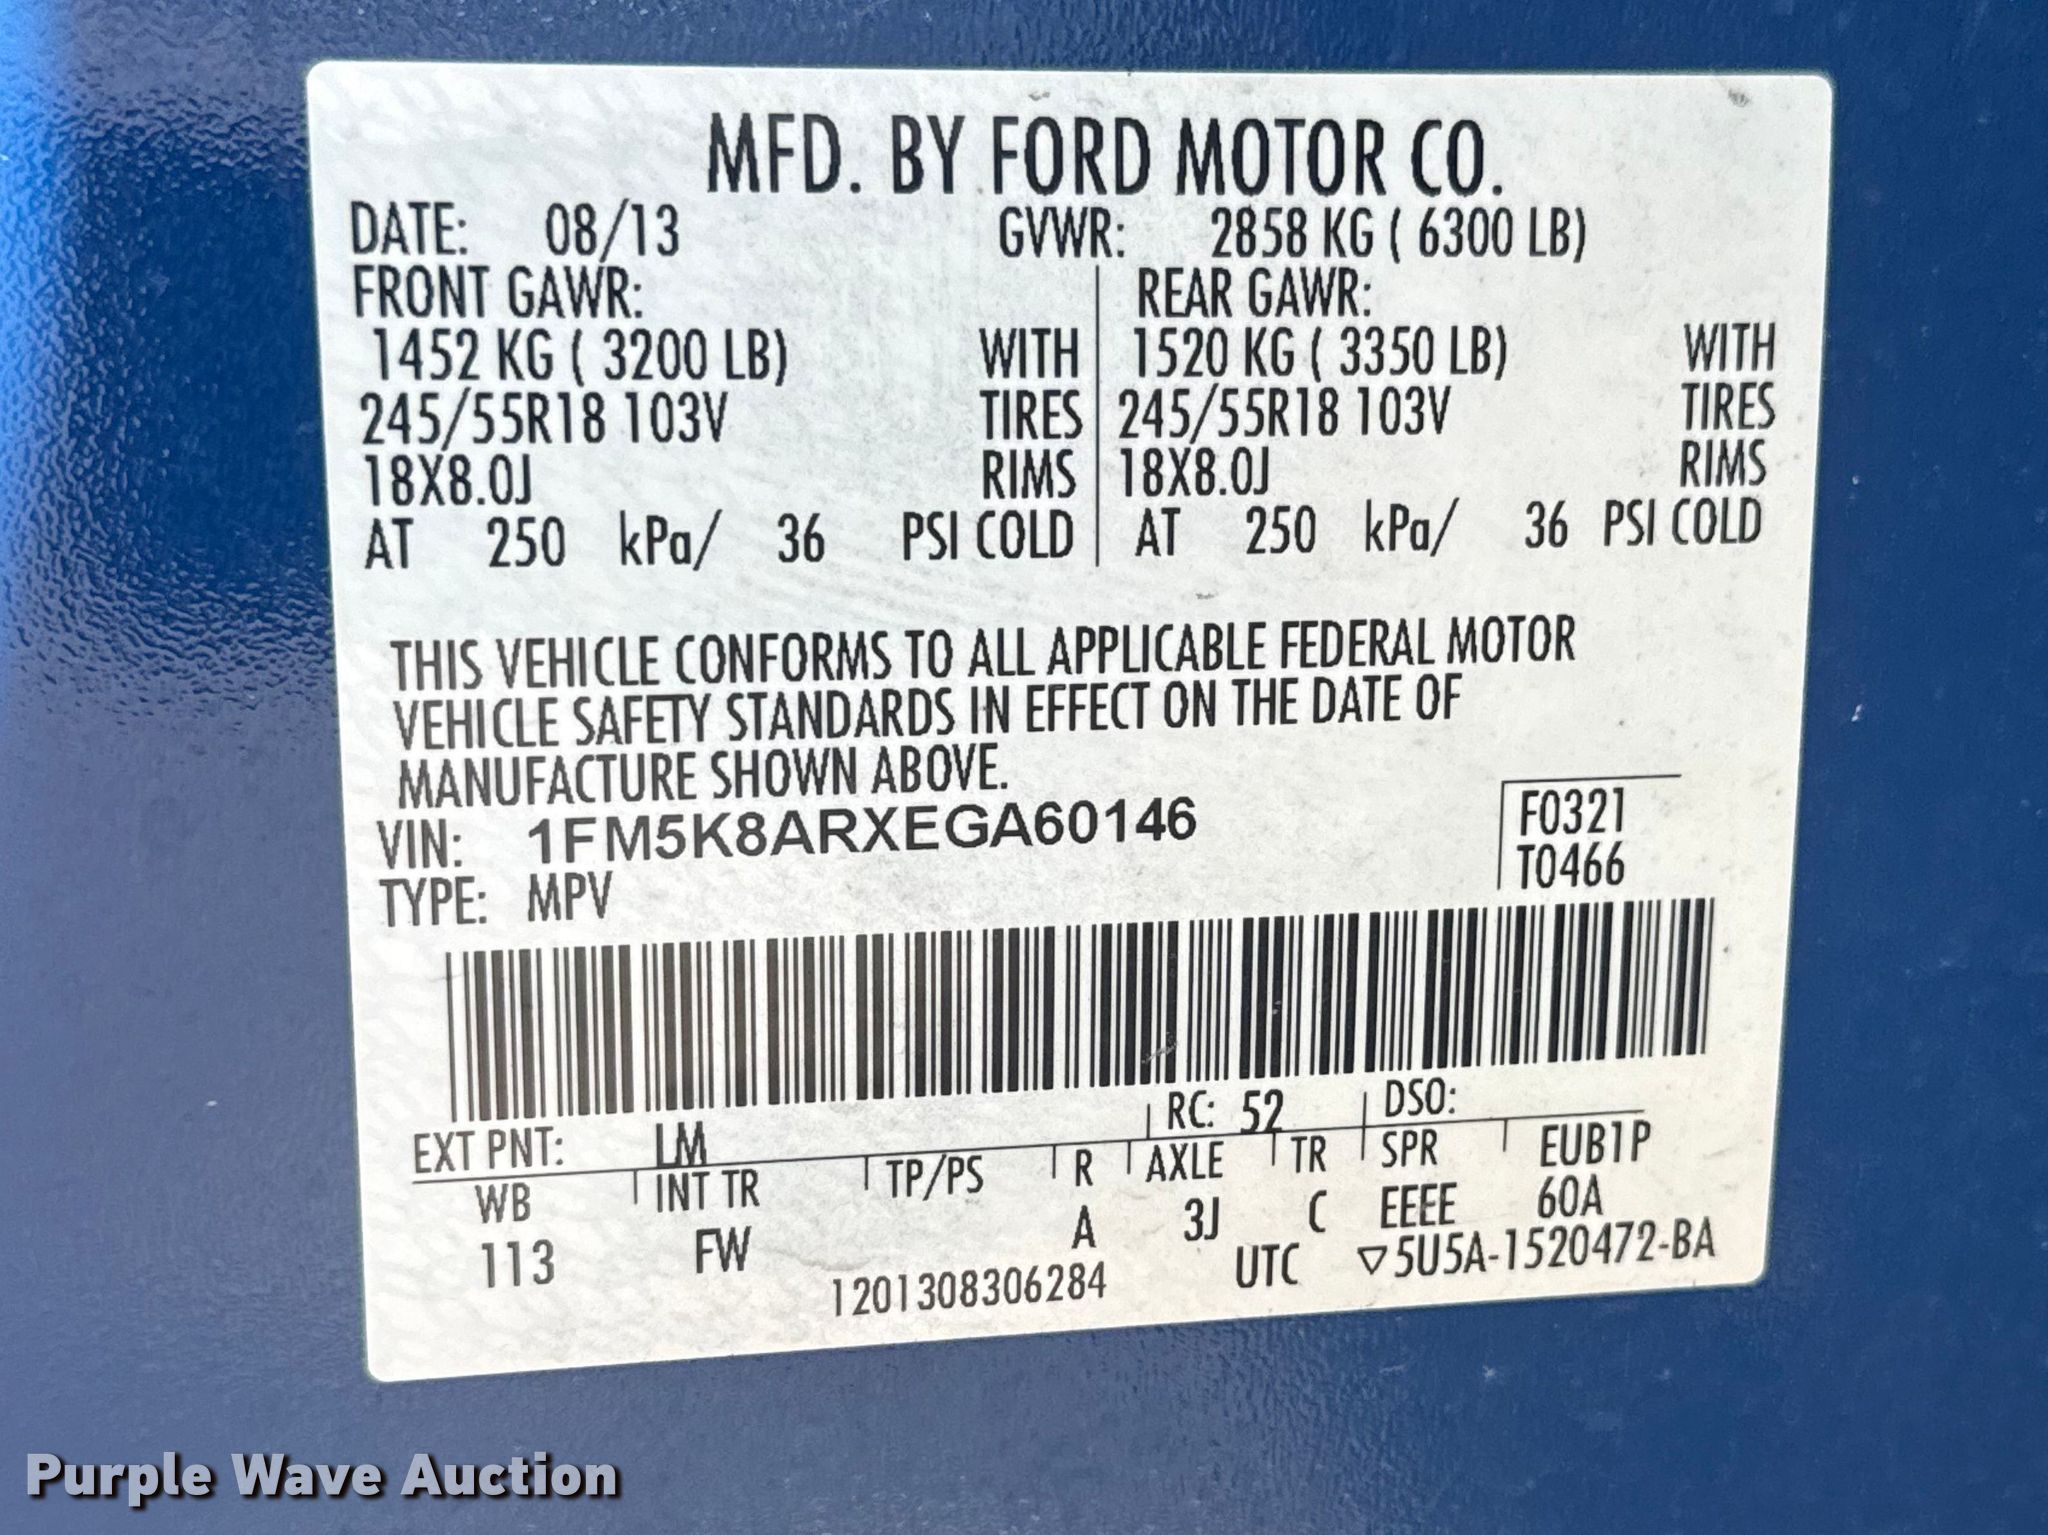 MFD. BY FORD MOTOR CO.
DATE: 08/13 GVWR: 2858 KG ( 6300 LB)
FRONT GAWR: REAR GAWR:
1452 KG ( 3200 LB) WITH 1520 KG ( 3350 LB) WITH
245/55R18 103V TIRES 245/55R18 103V TIRES
18X8.0J RIMS 18X8.0J RIMS
AT 250 kPa/ 36 PSI COLD AT 250 kPa/ 36 PSI COLD
THIS VEHICLE CONFORMS TO ALL APPLICABLE FEDERAL MOTOR
VEHICLE SAFETY STANDARDS IN EFFECT ON THE DATE OF
MANUFACTURE SHOWN ABOVE.
VIN: 1FM5K8ARXEGA60146 F0321
TYPE: MPV T0466
RC: 52 DSO:
EXT PNT: LM
WB INT TR TP/PS R AXLE TR SPR EUB1P
113 FW A 3J C EEEE 60A
1201308306284 UTC ▽5U5A-1520472-BA
Purple Wave Auction